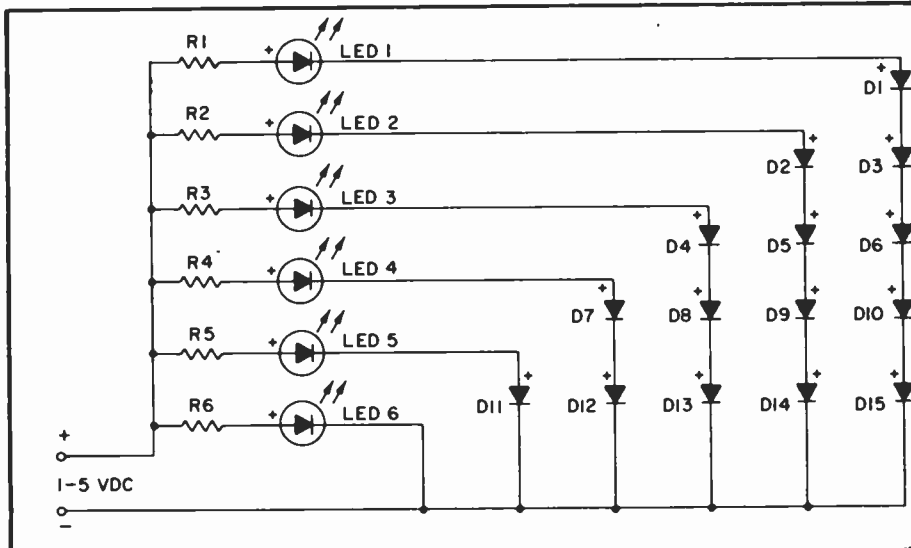 R1 + LED 1
+ D1
R2 + LED 2
+ D2 + D3
R3 + LED 3
+ D4 + D5 + D6
R4 + LED 4
+ D7 + D8 + D9 + D10
R5 + LED 5
+ D11 + D12 + D13 + D14 + D15
R6 + LED 6
+
1-5 VDC
−